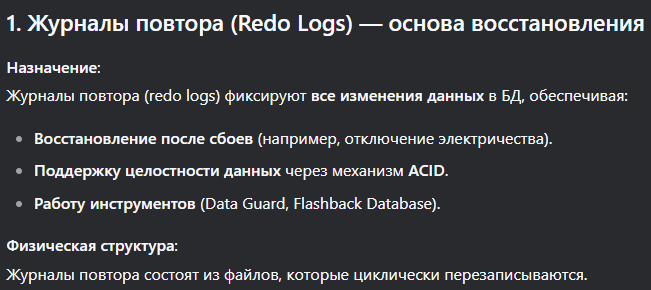 1. Журналы повтора (Redo Logs) — основа восстановления
Назначение:
Журналы повтора (redo logs) фиксируют все изменения данных в БД, обеспечивая:
• Восстановление после сбоев (например, отключение электричества).
• Поддержку целостности данных через механизм ACID.
• Работу инструментов (Data Guard, Flashback Database).
Физическая структура:
Журналы повтора состоят из файлов, которые циклически перезаписываются.